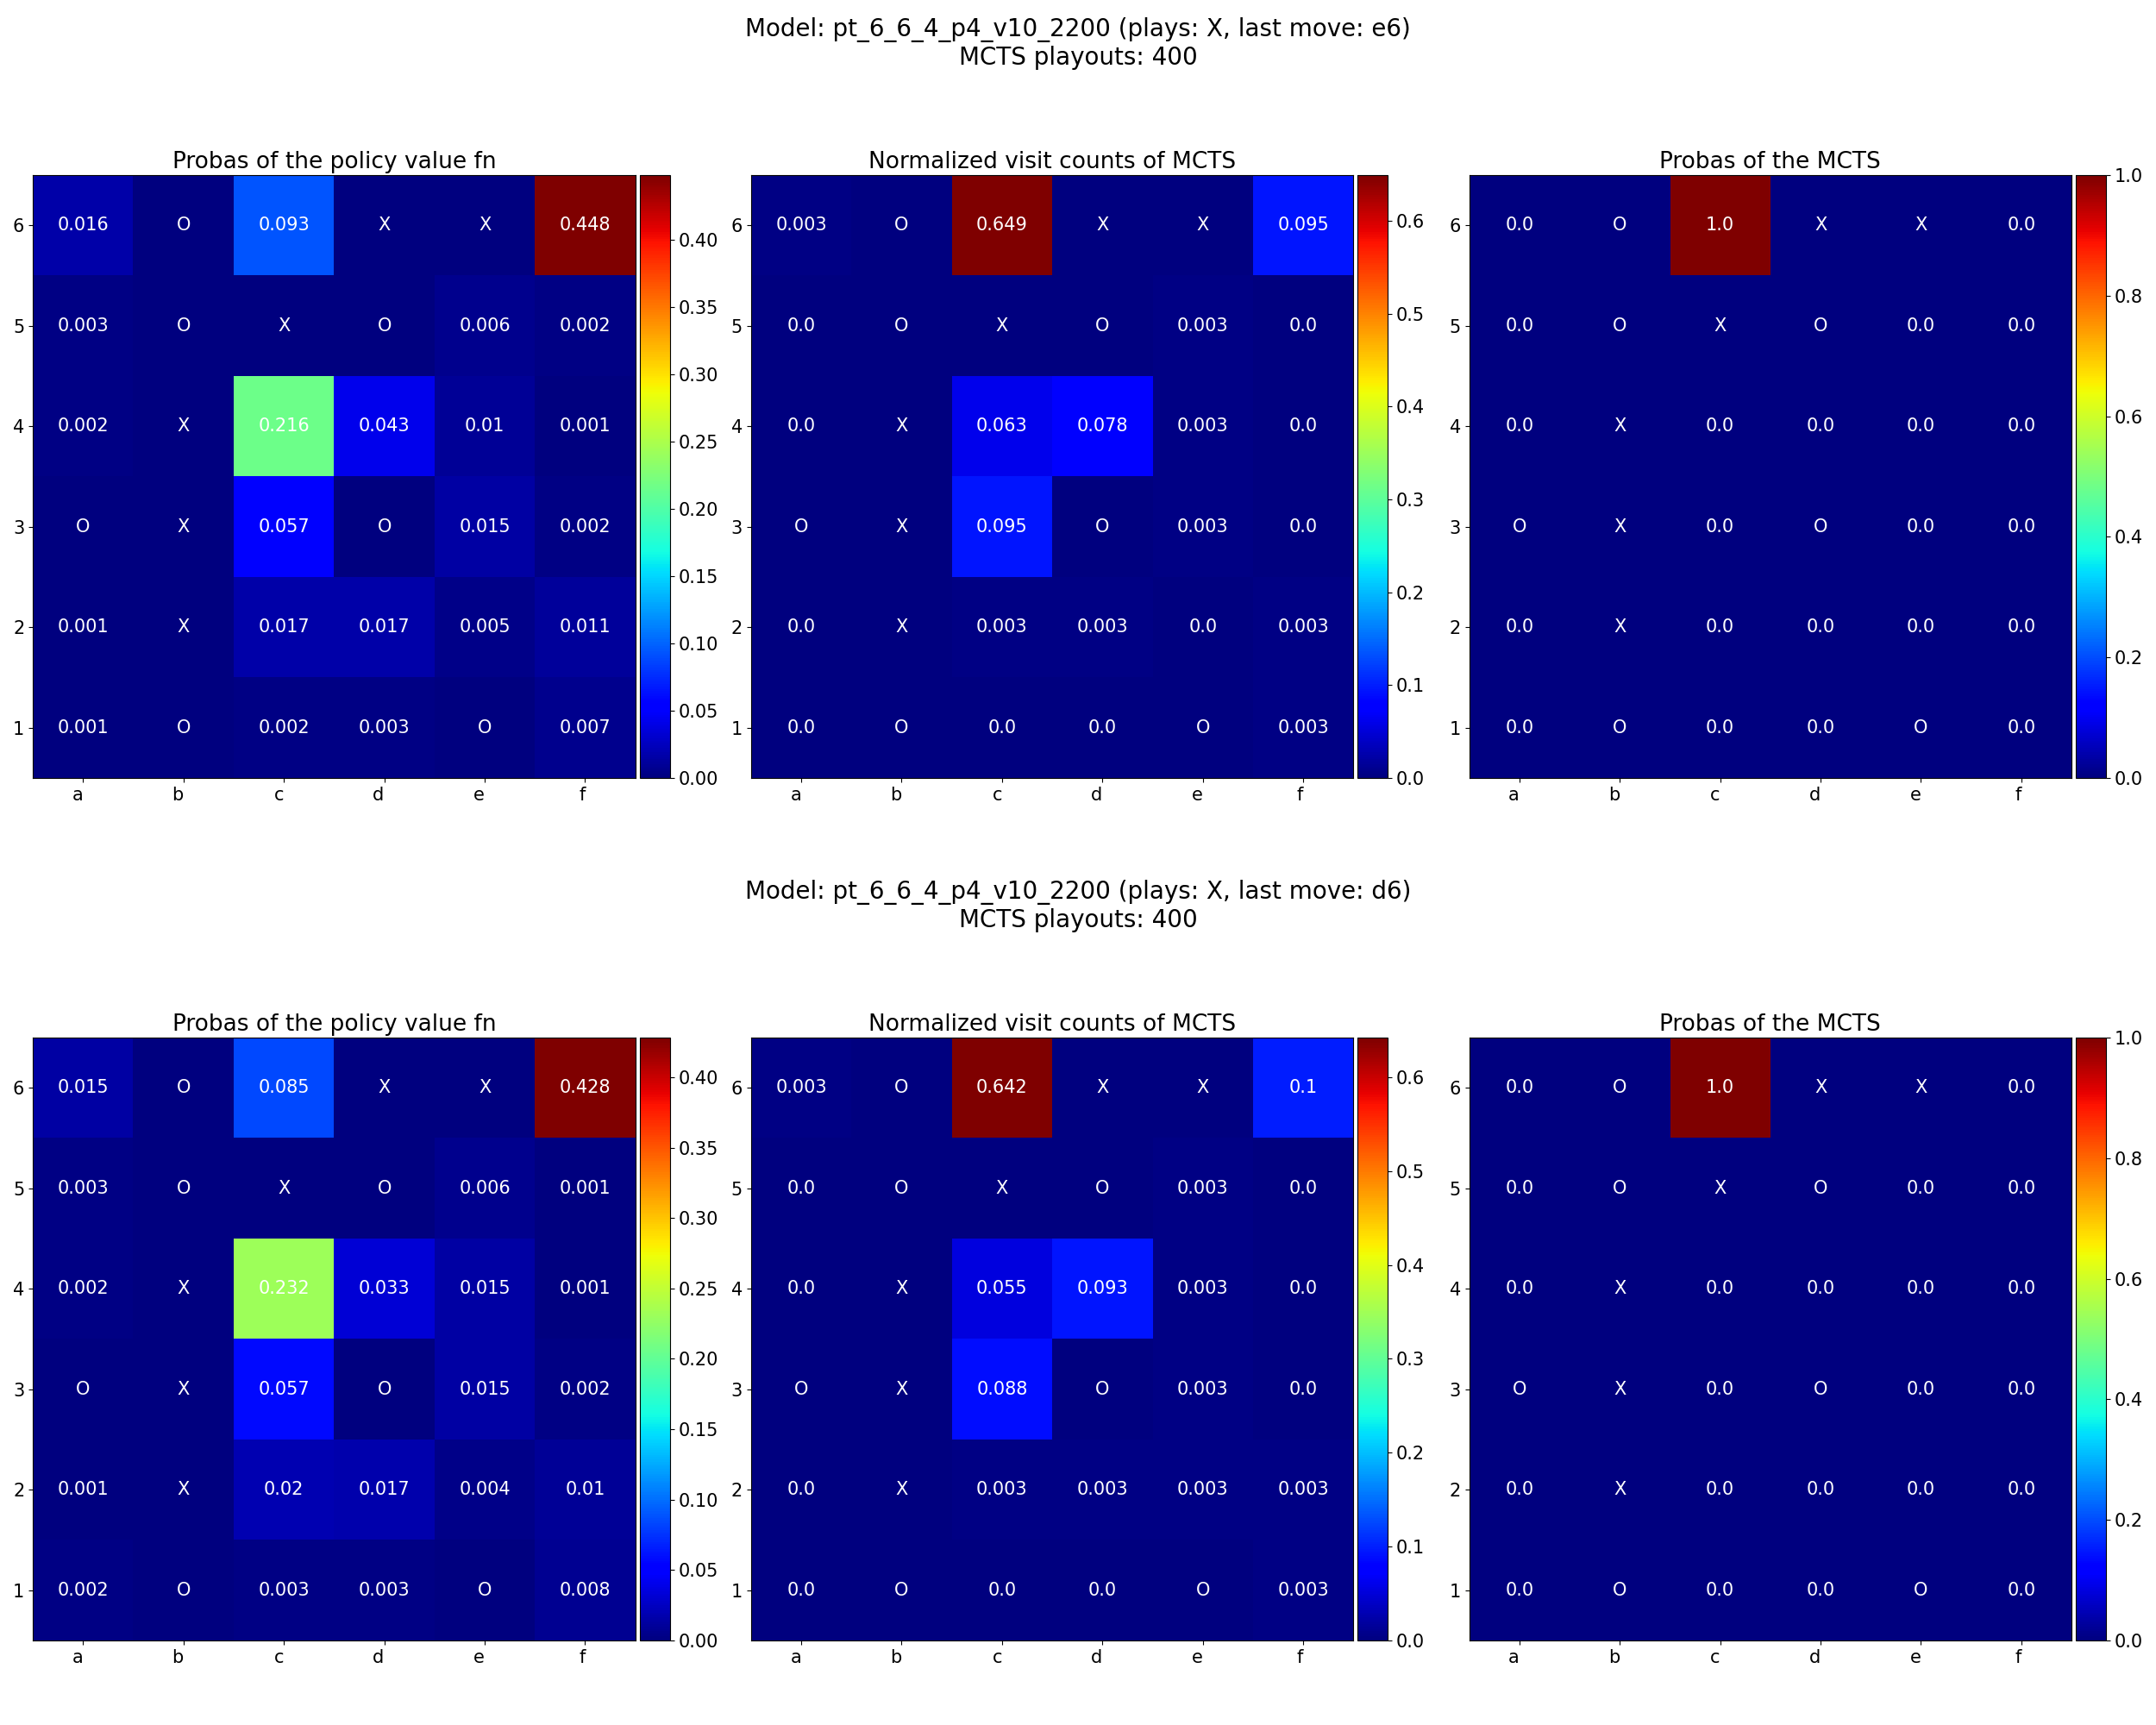 Model: pt_6_6_4_p4_v10_2200 (plays: X, last move: e6)
MCTS playouts: 400
Probas of the policy value fn
6 0.016 O 0.093 X X 0.448
5 0.003 O X O 0.006 0.002
4 0.002 X 0.216 0.043 0.01 0.001
3 O X 0.057 O 0.015 0.002
2 0.001 X 0.017 0.017 0.005 0.011
1 0.001 O 0.002 0.003 O 0.007
a b c d e f
0.40
0.35
0.30
0.25
0.20
0.15
0.10
0.05
0.00
Normalized visit counts of MCTS
6 0.003 O 0.649 X X 0.095
5 0.0 O X O 0.003 0.0
4 0.0 X 0.063 0.078 0.003 0.0
3 O X 0.095 O 0.003 0.0
2 0.0 X 0.003 0.003 0.0 0.003
1 0.0 O 0.0 0.0 O 0.003
a b c d e f
0.6
0.5
0.4
0.3
0.2
0.1
0.0
Probas of the MCTS
6 0.0 O 1.0 X X 0.0
5 0.0 O X O 0.0 0.0
4 0.0 X 0.0 0.0 0.0 0.0
3 O X 0.0 O 0.0 0.0
2 0.0 X 0.0 0.0 0.0 0.0
1 0.0 O 0.0 0.0 O 0.0
a b c d e f
1.0
0.8
0.6
0.4
0.2
0.0
Model: pt_6_6_4_p4_v10_2200 (plays: X, last move: d6)
MCTS playouts: 400
Probas of the policy value fn
6 0.015 O 0.085 X X 0.428
5 0.003 O X O 0.006 0.001
4 0.002 X 0.232 0.033 0.015 0.001
3 O X 0.057 O 0.015 0.002
2 0.001 X 0.02 0.017 0.004 0.01
1 0.002 O 0.003 0.003 O 0.008
a b c d e f
0.40
0.35
0.30
0.25
0.20
0.15
0.10
0.05
0.00
Normalized visit counts of MCTS
6 0.003 O 0.642 X X 0.1
5 0.0 O X O 0.003 0.0
4 0.0 X 0.055 0.093 0.003 0.0
3 O X 0.088 O 0.003 0.0
2 0.0 X 0.003 0.003 0.003 0.003
1 0.0 O 0.0 0.0 O 0.003
a b c d e f
0.6
0.5
0.4
0.3
0.2
0.1
0.0
Probas of the MCTS
6 0.0 O 1.0 X X 0.0
5 0.0 O X O 0.0 0.0
4 0.0 X 0.0 0.0 0.0 0.0
3 O X 0.0 O 0.0 0.0
2 0.0 X 0.0 0.0 0.0 0.0
1 0.0 O 0.0 0.0 O 0.0
a b c d e f
1.0
0.8
0.6
0.4
0.2
0.0